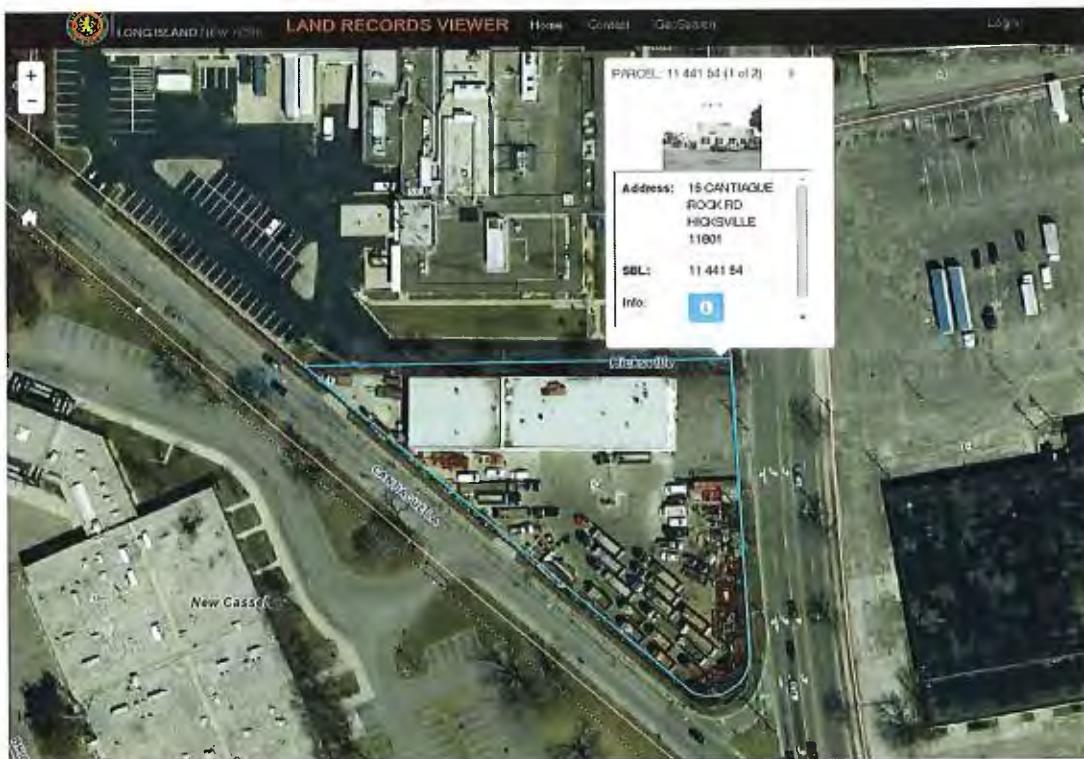 LONG ISLAND NEW YORK
LAND RECORDS VIEWER
Home
Contact
GeoSearch
Login
+
−
PARCEL: 11 441 54 (1 of 2)
Address: 15 CANTIAGUE
ROCK RD
HICKSVILLE
11801
SBL: 11 441 54
Info:
Hicksville
New Cassel